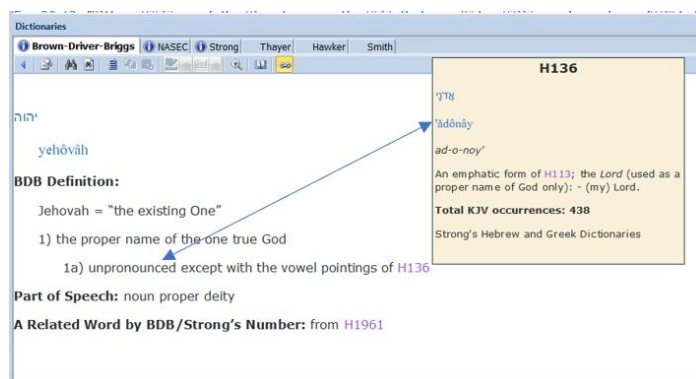 Dictionaries
Brown-Driver-Briggs NASEC Strong Thayer Hawker Smith
יהוה
yehôvâh
BDB Definition:
Jehovah = “the existing One”
1) the proper name of the one true God
1a) unpronounced except with the vowel pointings of H136
Part of Speech: noun proper deity
A Related Word by BDB/Strong’s Number: from H1961
H136
אֲדֹנָי
'ădônây
ad-o-noy'
An emphatic form of H113; the Lord (used as a
proper name of God only): - (my) Lord.
Total KJV occurrences: 438
Strong's Hebrew and Greek Dictionaries